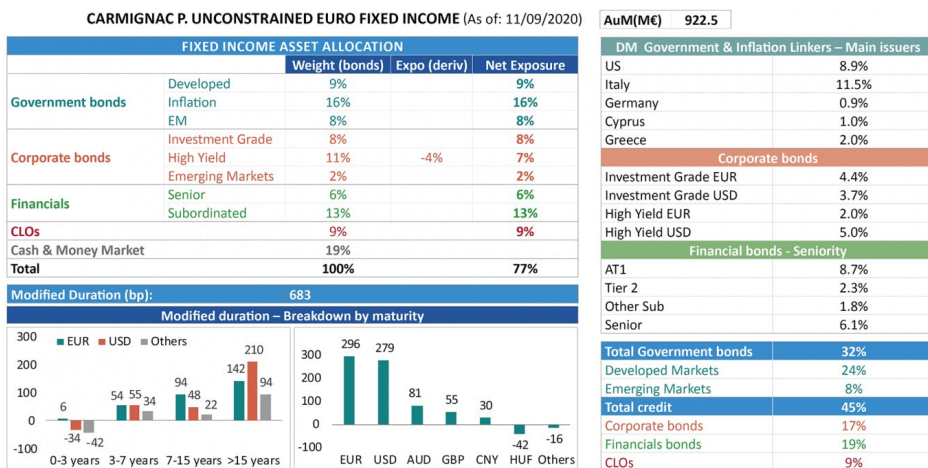 CARMIGNAC P. UNCONSTRAINED EURO FIXED INCOME (As of: 11/09/2020)
AuM(M€) 922.5
FIXED INCOME ASSET ALLOCATION
Weight (bonds) Expo (deriv) Net Exposure
Government bonds
Developed 9% 9%
Inflation 16% 16%
EM 8% 8%
Corporate bonds
Investment Grade 8% 8%
High Yield 11% -4% 7%
Emerging Markets 2% 2%
Financials
Senior 6% 6%
Subordinated 13% 13%
CLOs 9% 9%
Cash & Money Market 19%
Total 100% 77%
Modified Duration (bp): 683
Modified duration – Breakdown by maturity
300
200
100
0
-100
EUR USD Others
6 -34 -42
54 55 34
94 48 22
142 210 94
0-3 years 3-7 years 7-15 years >15 years
300
200
100
0
-100
296 279 81 55 30 -42 -16
EUR USD AUD GBP CNY HUF Others
DM Government & Inflation Linkers – Main issuers
US 8.9%
Italy 11.5%
Germany 0.9%
Cyprus 1.0%
Greece 2.0%
Corporate bonds
Investment Grade EUR 4.4%
Investment Grade USD 3.7%
High Yield EUR 2.0%
High Yield USD 5.0%
Financial bonds - Seniority
AT1 8.7%
Tier 2 2.3%
Other Sub 1.8%
Senior 6.1%
Total Government bonds 32%
Developed Markets 24%
Emerging Markets 8%
Total credit 45%
Corporate bonds 17%
Financials bonds 19%
CLOs 9%